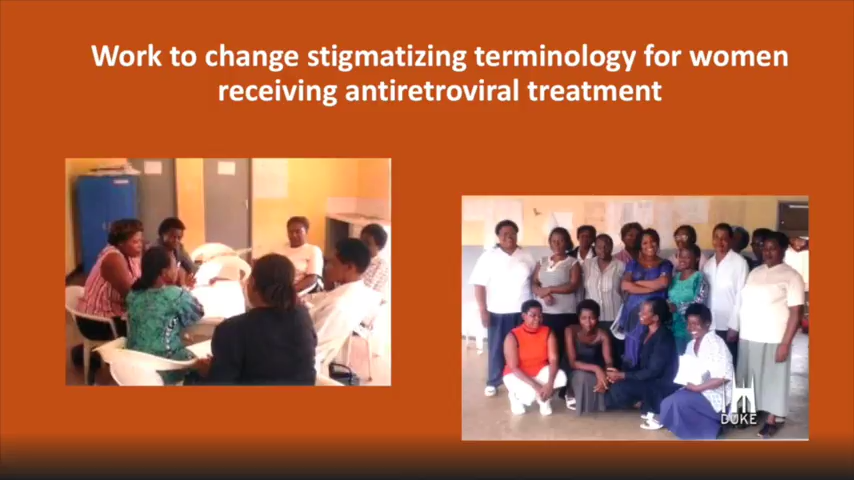 Work to change stigmatizing terminology for women
receiving antiretroviral treatment
DUKE